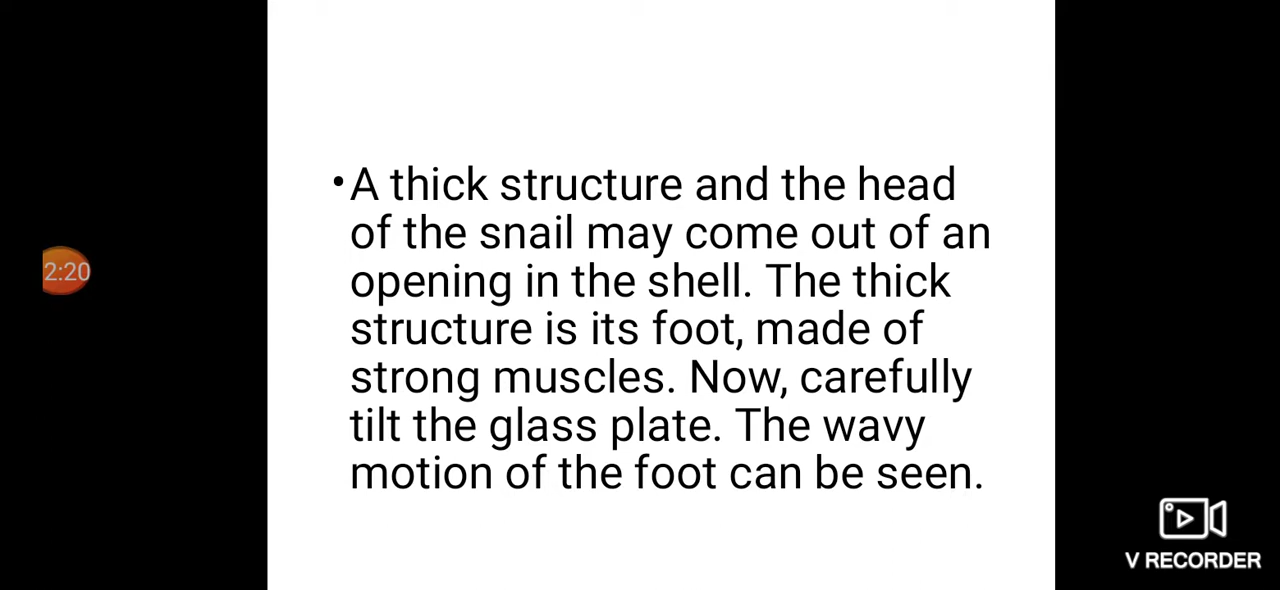 •A thick structure and the head
of the snail may come out of an
opening in the shell. The thick
structure is its foot, made of
strong muscles. Now, carefully
tilt the glass plate. The wavy
motion of the foot can be seen.
2:20
V RECORDER